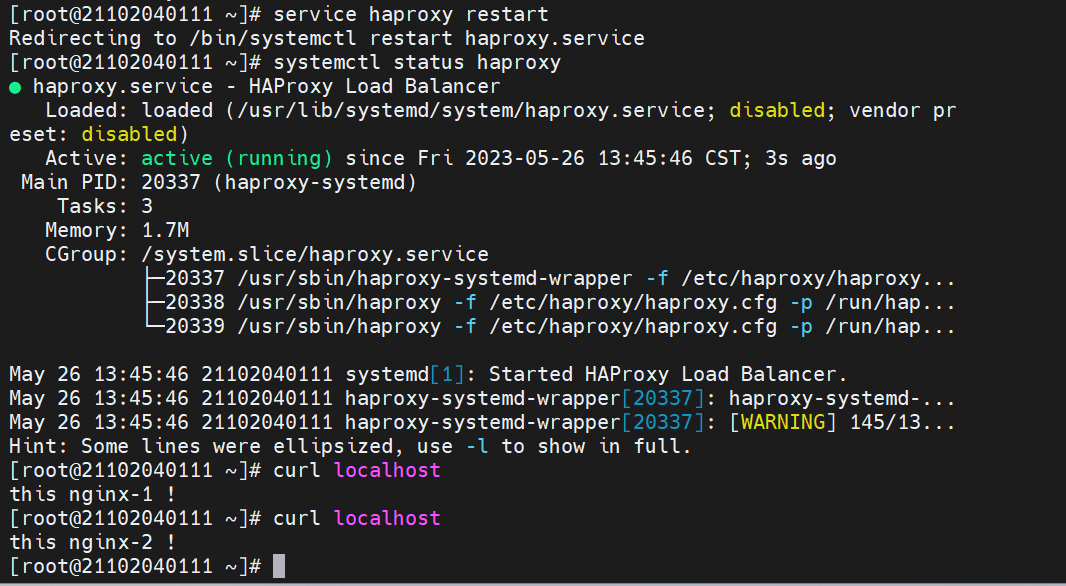 [root@21102040111 ~]# service haproxy restart
Redirecting to /bin/systemctl restart haproxy.service
[root@21102040111 ~]# systemctl status haproxy
● haproxy.service - HAProxy Load Balancer
   Loaded: loaded (/usr/lib/systemd/system/haproxy.service; disabled; vendor pr
eset: disabled)
   Active: active (running) since Fri 2023-05-26 13:45:46 CST; 3s ago
 Main PID: 20337 (haproxy-systemd)
    Tasks: 3
   Memory: 1.7M
   CGroup: /system.slice/haproxy.service
           ├─20337 /usr/sbin/haproxy-systemd-wrapper -f /etc/haproxy/haproxy...
           ├─20338 /usr/sbin/haproxy -f /etc/haproxy/haproxy.cfg -p /run/hap...
           └─20339 /usr/sbin/haproxy -f /etc/haproxy/haproxy.cfg -p /run/hap...

May 26 13:45:46 21102040111 systemd[1]: Started HAProxy Load Balancer.
May 26 13:45:46 21102040111 haproxy-systemd-wrapper[20337]: haproxy-systemd-...
May 26 13:45:46 21102040111 haproxy-systemd-wrapper[20337]: [WARNING] 145/13...
Hint: Some lines were ellipsized, use -l to show in full.
[root@21102040111 ~]# curl localhost
this nginx-1 !
[root@21102040111 ~]# curl localhost
this nginx-2 !
[root@21102040111 ~]#